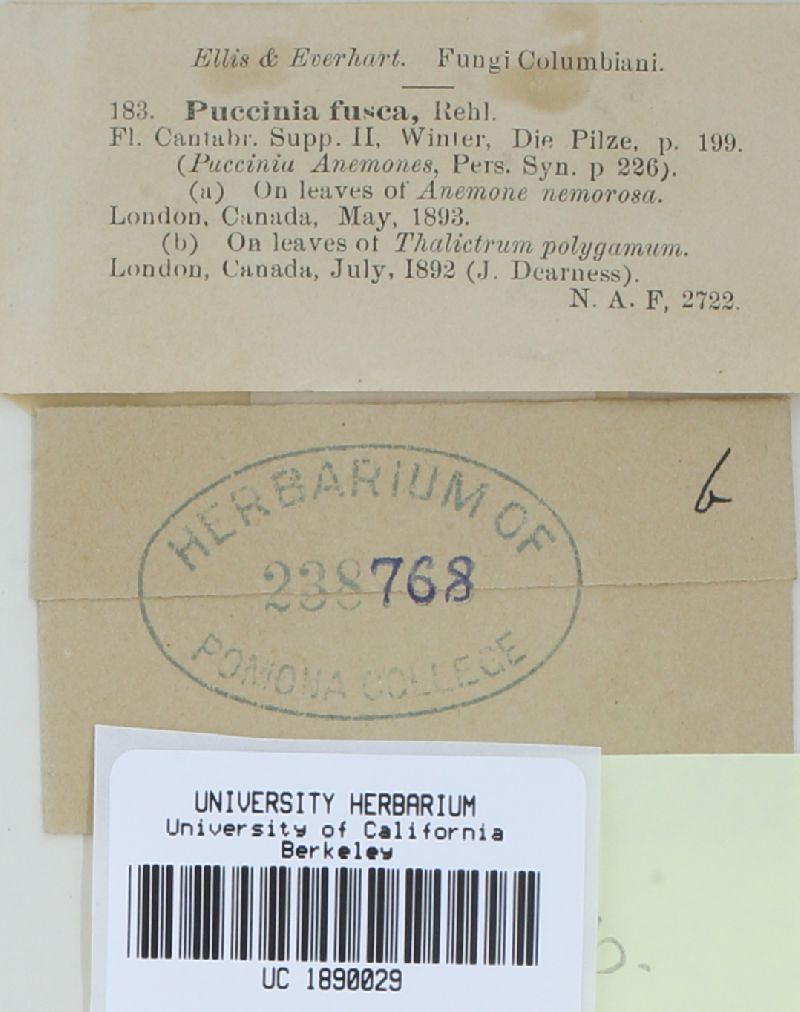 Ellis & Everhart. Fungi Columbiani.
183. Puccinia fusca, Rehl.
Fl. Cantabr. Supp. II, Winter, Die Pilze, p. 199.
(Puccinia Anemones, Pers. Syn. p 226).
(a) On leaves of Anemone nemorosa.
London, Canada, May, 1893.
(b) On leaves of Thalictrum polygamum.
London, Canada, July, 1892 (J. Dearness).
N. A. F, 2722.
b
HERBARIUM OF
238768
POMONA COLLEGE
UNIVERSITY HERBARIUM
University of California
Berkeley
UC 1890029